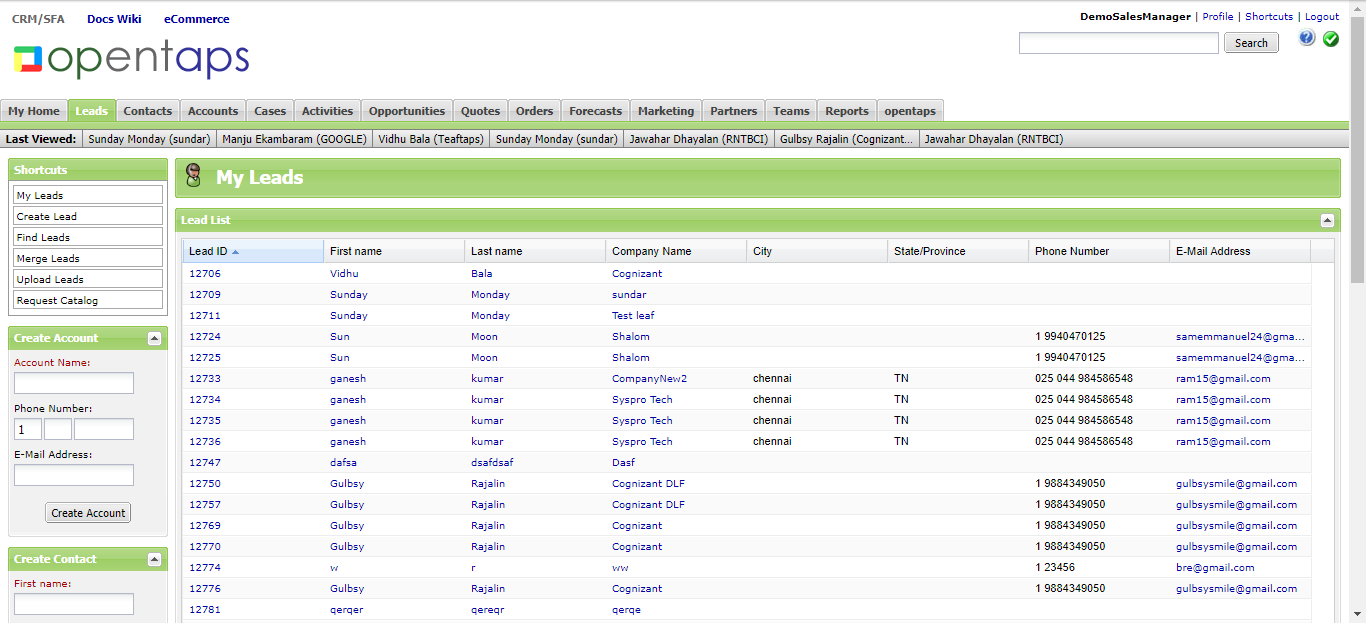 CRM/SFA Docs Wiki eCommerce
DemoSalesManager | Profile | Shortcuts | Logout
opentaps
Search
My Home Leads Contacts Accounts Cases Activities Opportunities Quotes Orders Forecasts Marketing Partners Teams Reports opentaps
Last Viewed: Sunday Monday (sundar) Manju Ekambaram (GOOGLE) Vidhu Bala (Teaftaps) Sunday Monday (sundar) Jawahar Dhayalan (RNTBCI) Gulbsy Rajalin (Cognizant... Jawahar Dhayalan (RNTBCI)
Shortcuts
My Leads
Create Lead
Find Leads
Merge Leads
Upload Leads
Request Catalog
Create Account
Account Name:
Phone Number:
1
E-Mail Address:
Create Account
Create Contact
First name:
My Leads
Lead List
Lead ID First name Last name Company Name City State/Province Phone Number E-Mail Address
12706 Vidhu Bala Cognizant
12709 Sunday Monday sundar
12711 Sunday Monday Test leaf
12724 Sun Moon Shalom 1 9940470125 samemmanuel24@gma...
12725 Sun Moon Shalom 1 9940470125 samemmanuel24@gma...
12733 ganesh kumar CompanyNew2 chennai TN 025 044 984586548 ram15@gmail.com
12734 ganesh kumar Syspro Tech chennai TN 025 044 984586548 ram15@gmail.com
12735 ganesh kumar Syspro Tech chennai TN 025 044 984586548 ram15@gmail.com
12736 ganesh kumar Syspro Tech chennai TN 025 044 984586548 ram15@gmail.com
12747 dafsa dsafdsaf Dasf
12750 Gulbsy Rajalin Cognizant DLF 1 9884349050 gulbsysmile@gmail.com
12757 Gulbsy Rajalin Cognizant DLF 1 9884349050 gulbsysmile@gmail.com
12769 Gulbsy Rajalin Cognizant 1 9884349050 gulbsysmile@gmail.com
12770 Gulbsy Rajalin Cognizant 1 9884349050 gulbsysmile@gmail.com
12774 w r ww 1 23456 bre@gmail.com
12776 Gulbsy Rajalin Cognizant 1 9884349050 gulbsysmile@gmail.com
12781 qerqer qereqr qerqe